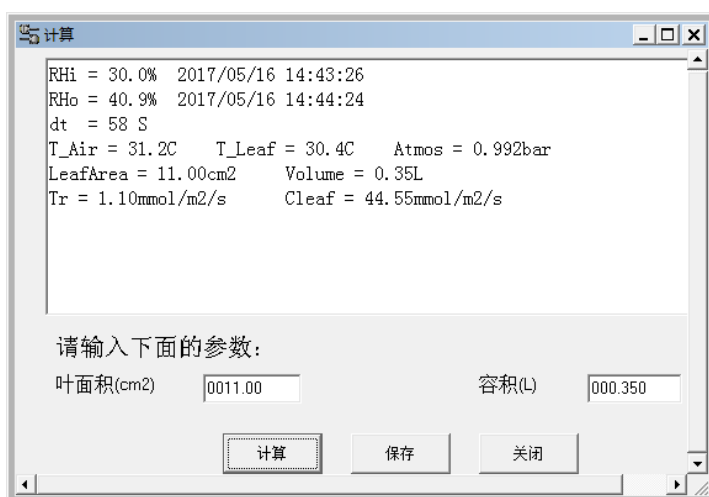 计算
RHi = 30.0%  2017/05/16 14:43:26
RHo = 40.9%  2017/05/16 14:44:24
dt  = 58 S
T_Air = 31.2C    T_Leaf = 30.4C    Atmos = 0.992bar
LeafArea = 11.00cm2     Volume = 0.35L
Tr = 1.10mmol/m2/s      Cleaf = 44.55mmol/m2/s
请输入下面的参数:
叶面积(cm2) 0011.00 容积(L) 000.350
计算 保存 关闭